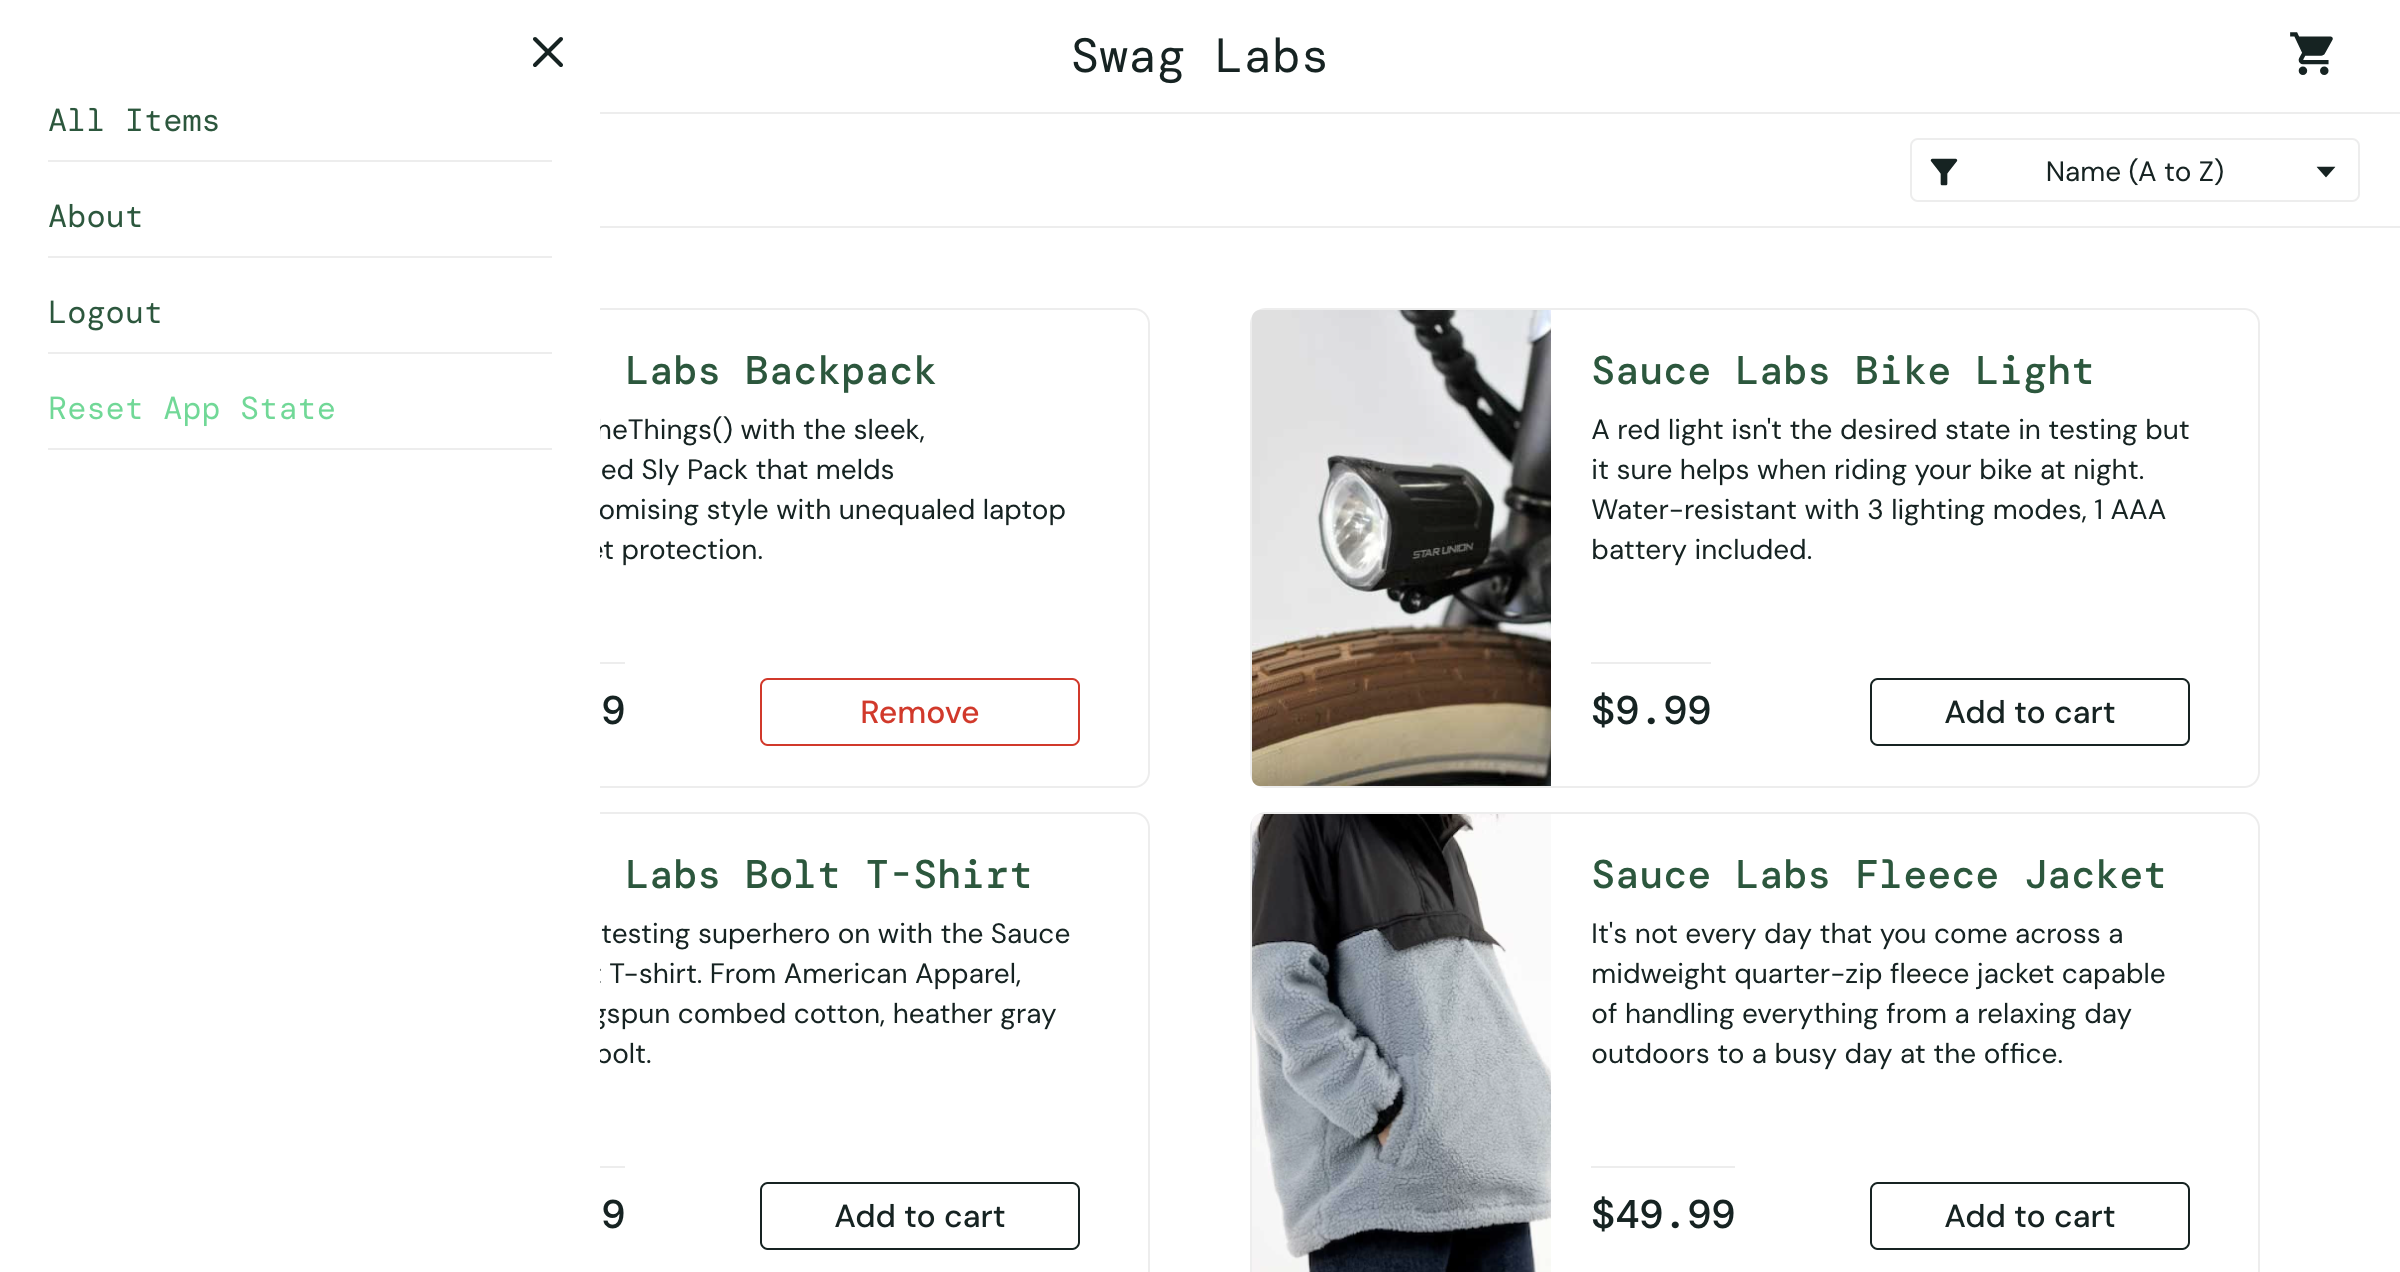 Swag Labs
All Items
About
Logout
Reset App State
Name (A to Z)
Labs Backpack
neThings() with the sleek,
ed Sly Pack that melds
omising style with unequaled laptop
et protection.
9
Remove
Sauce Labs Bike Light
A red light isn't the desired state in testing but
it sure helps when riding your bike at night.
Water-resistant with 3 lighting modes, 1 AAA
battery included.
STAR UNION
$9.99
Add to cart
Labs Bolt T-Shirt
testing superhero on with the Sauce
T-shirt. From American Apparel,
gspun combed cotton, heather gray
bolt.
9
Add to cart
Sauce Labs Fleece Jacket
It's not every day that you come across a
midweight quarter-zip fleece jacket capable
of handling everything from a relaxing day
outdoors to a busy day at the office.
$49.99
Add to cart